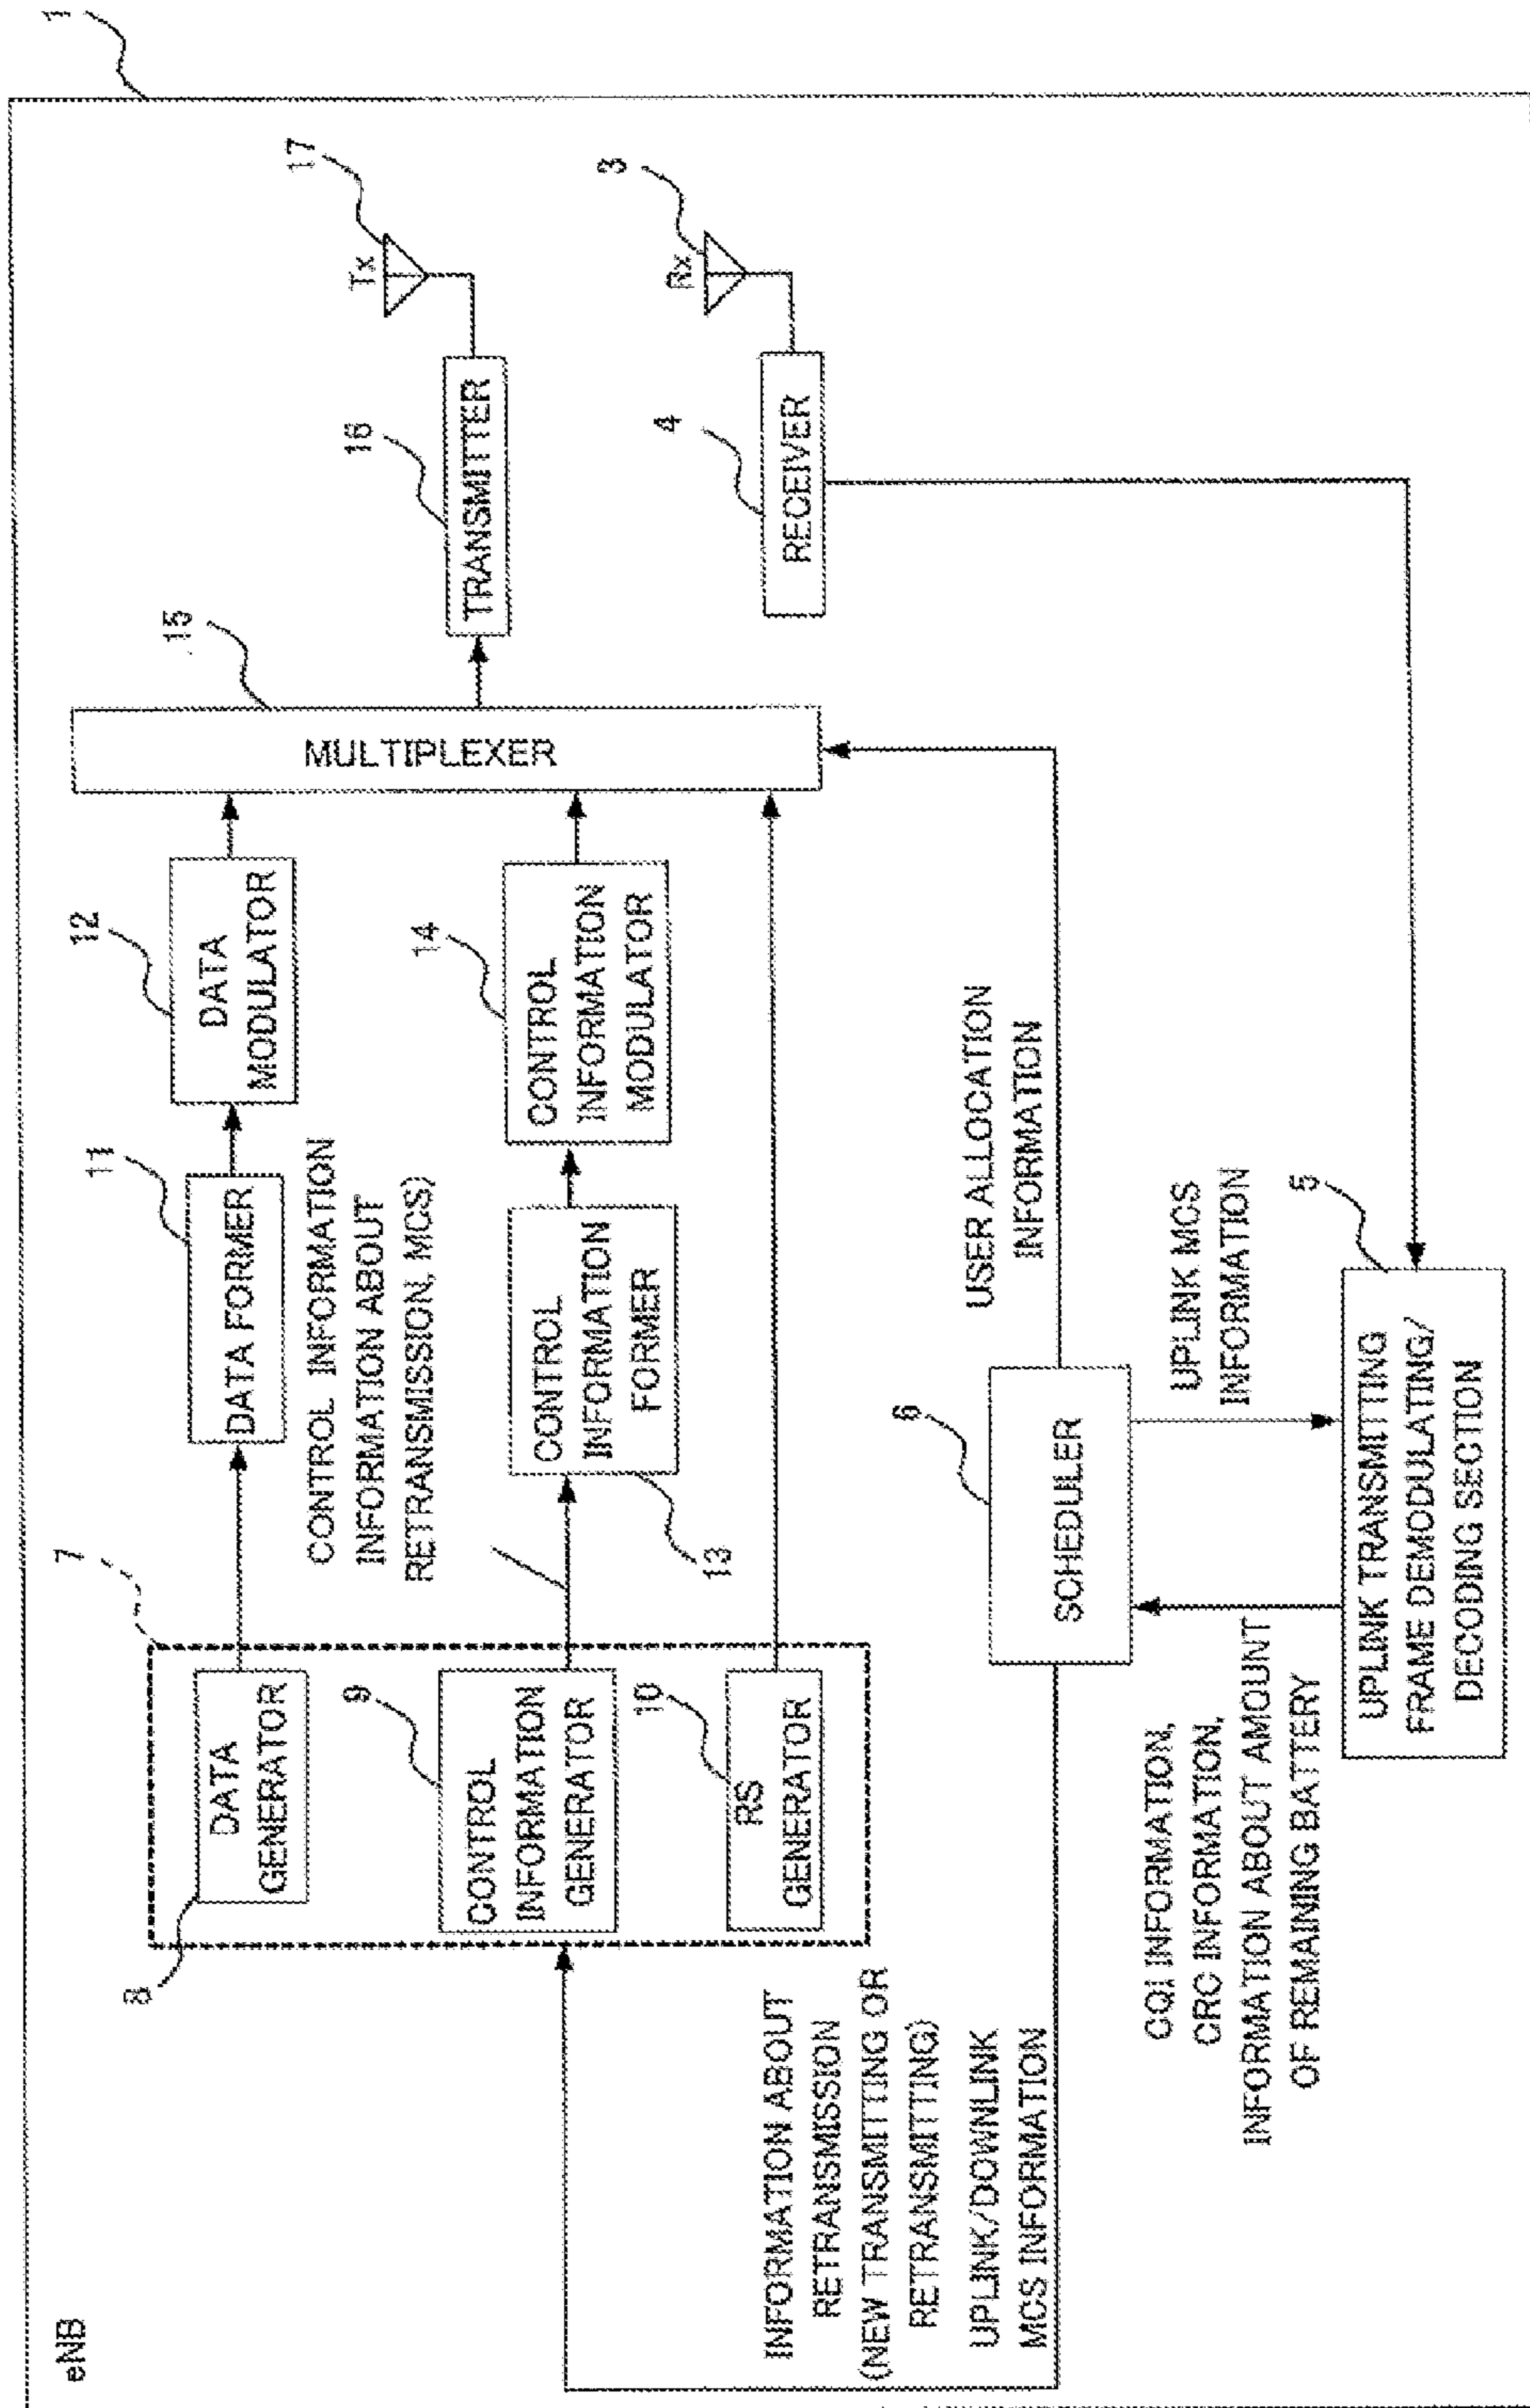 eNB
1
7
8
DATA
GENERATOR
9
CONTROL
INFORMATION
GENERATOR
10
RS
GENERATOR
11
DATA FORMER
12
DATA
MODULATOR
CONTROL INFORMATION
INFORMATION ABOUT
RETRANSMISSION, MCS)
13
CONTROL
INFORMATION
FORMER
14
CONTROL
INFORMATION
MODULATOR
15
MULTIPLEXER
16
TRANSMITTER
17
Tx
3
Rx
4
RECEIVER
INFORMATION ABOUT
RETRANSMISSION
(NEW TRANSMITTING OR
RETRANSMITTING)
UPLINK/DOWNLINK
MCS INFORMATION
6
SCHEDULER
USER ALLOCATION
INFORMATION
CQI INFORMATION,
CRC INFORMATION,
INFORMATION ABOUT AMOUNT
OF REMAINING BATTERY
UPLINK MCS
INFORMATION
5
UPLINK TRANSMITTING
FRAME DEMODULATING/
DECODING SECTION